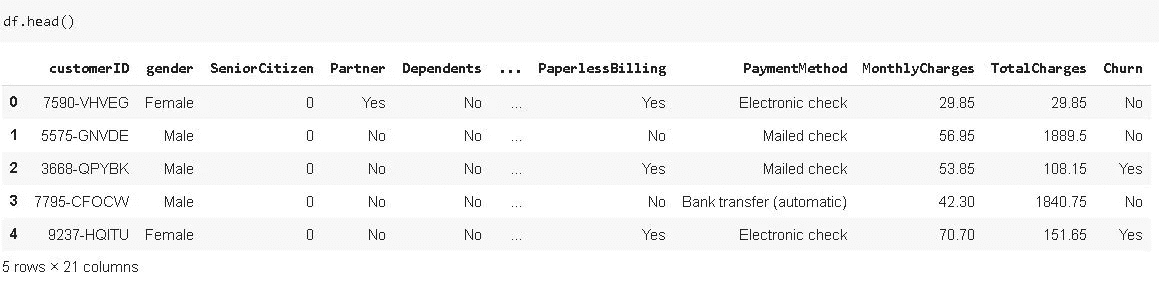 df.head()
customerID gender SeniorCitizen Partner Dependents ... PaperlessBilling PaymentMethod MonthlyCharges TotalCharges Churn
0 7590-VHVEG Female 0 Yes No ... Yes Electronic check 29.85 29.85 No
1 5575-GNVDE Male 0 No No ... No Mailed check 56.95 1889.5 No
2 3668-QPYBK Male 0 No No ... Yes Mailed check 53.85 108.15 Yes
3 7795-CFOCW Male 0 No No ... No Bank transfer (automatic) 42.30 1840.75 No
4 9237-HQITU Female 0 No No ... Yes Electronic check 70.70 151.65 Yes
5 rows × 21 columns